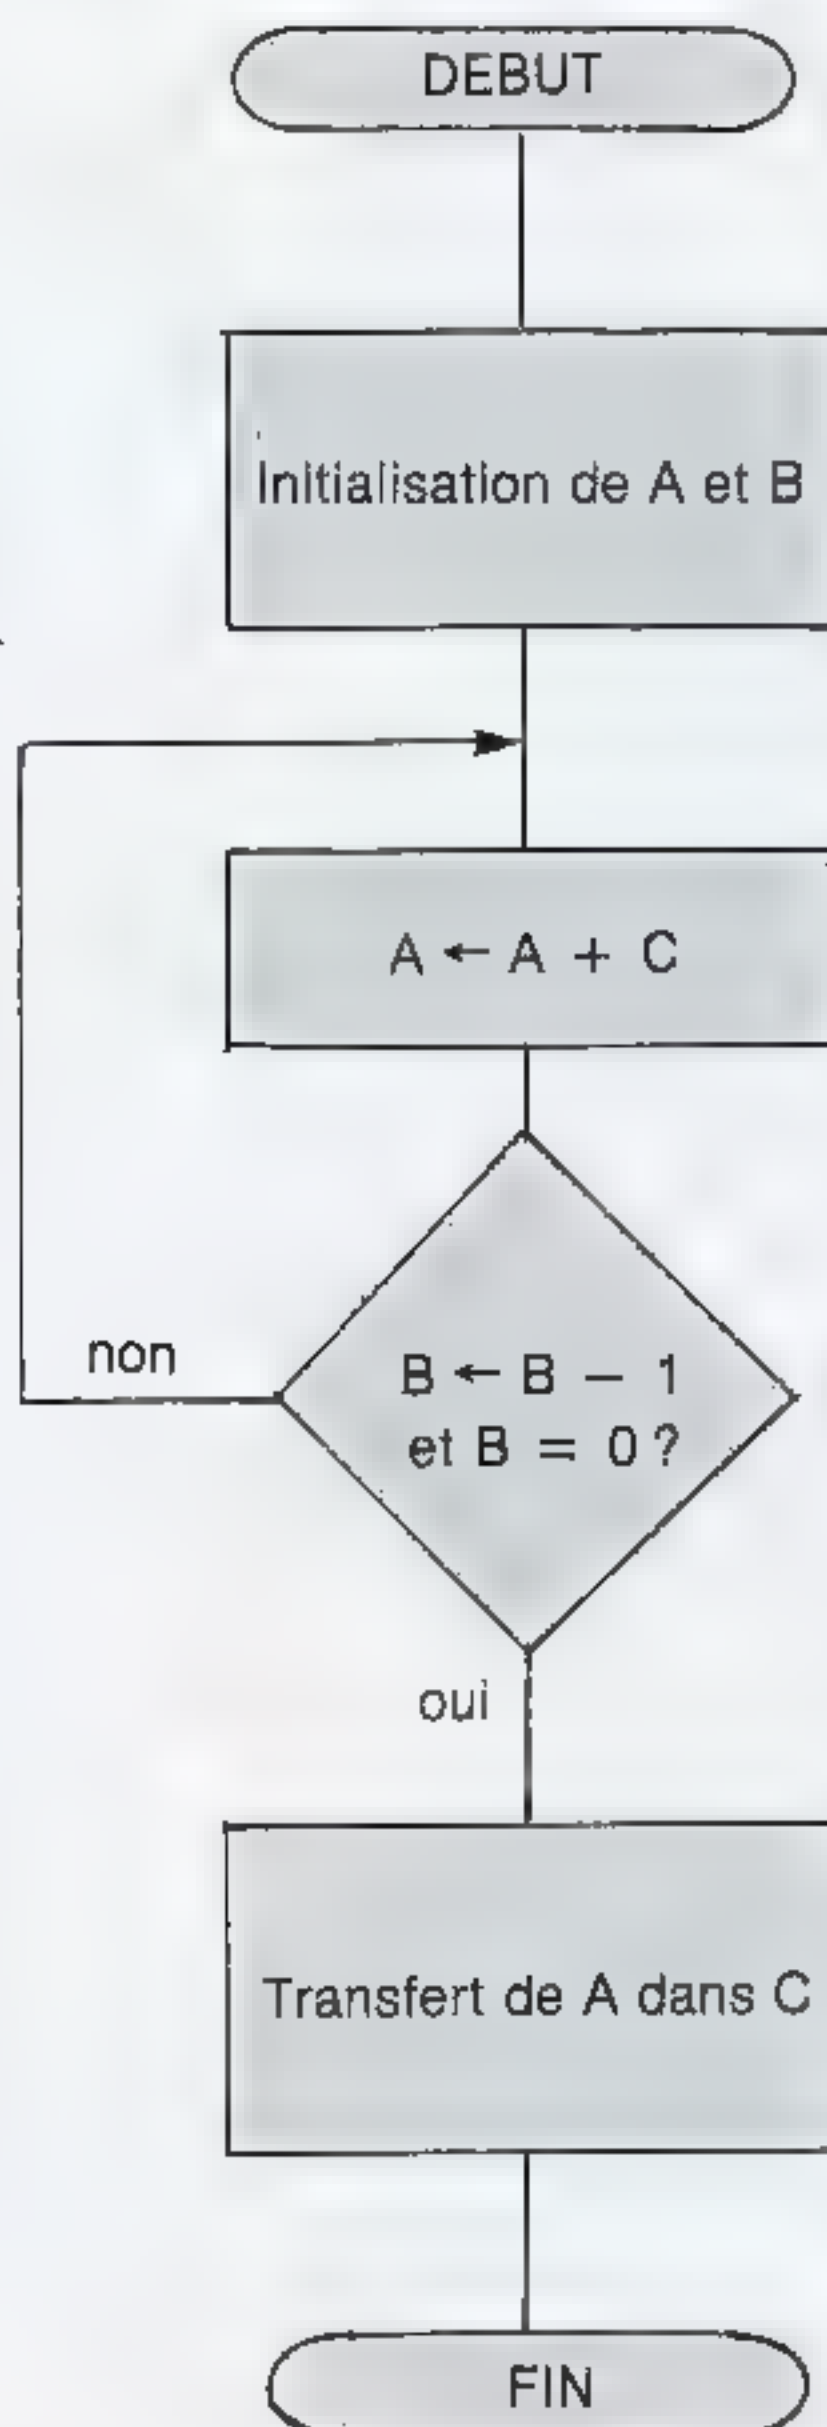 DEBUT
Initialisation de A et B
A ← A + C
non
B ← B − 1
et B = 0 ?
oui
Transfert de A dans C
FIN